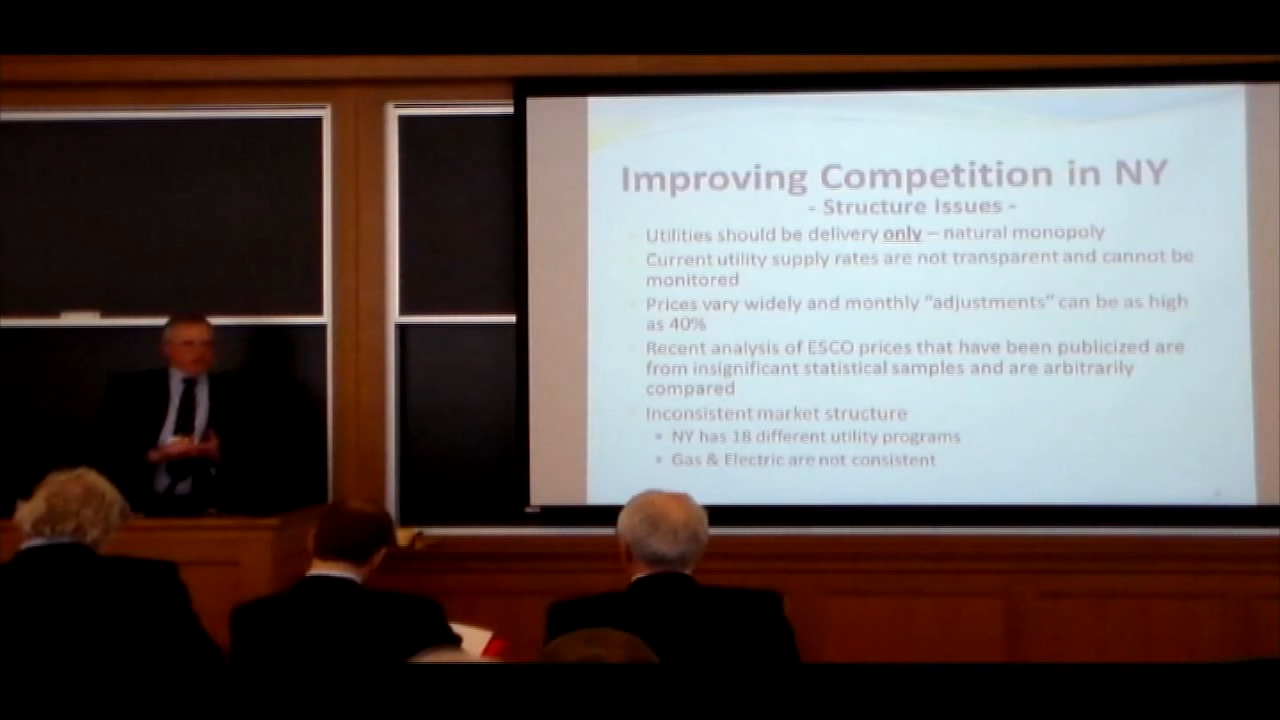 Improving Competition in NY
- Structure Issues -
Utilities should be delivery only – natural monopoly
Current utility supply rates are not transparent and cannot be
monitored
Prices vary widely and monthly “adjustments” can be as high
as 40%
Recent analysis of ESCO prices that have been publicized are
from insignificant statistical samples and are arbitrarily
compared
Inconsistent market structure
• NY has 18 different utility programs
• Gas & Electric are not consistent